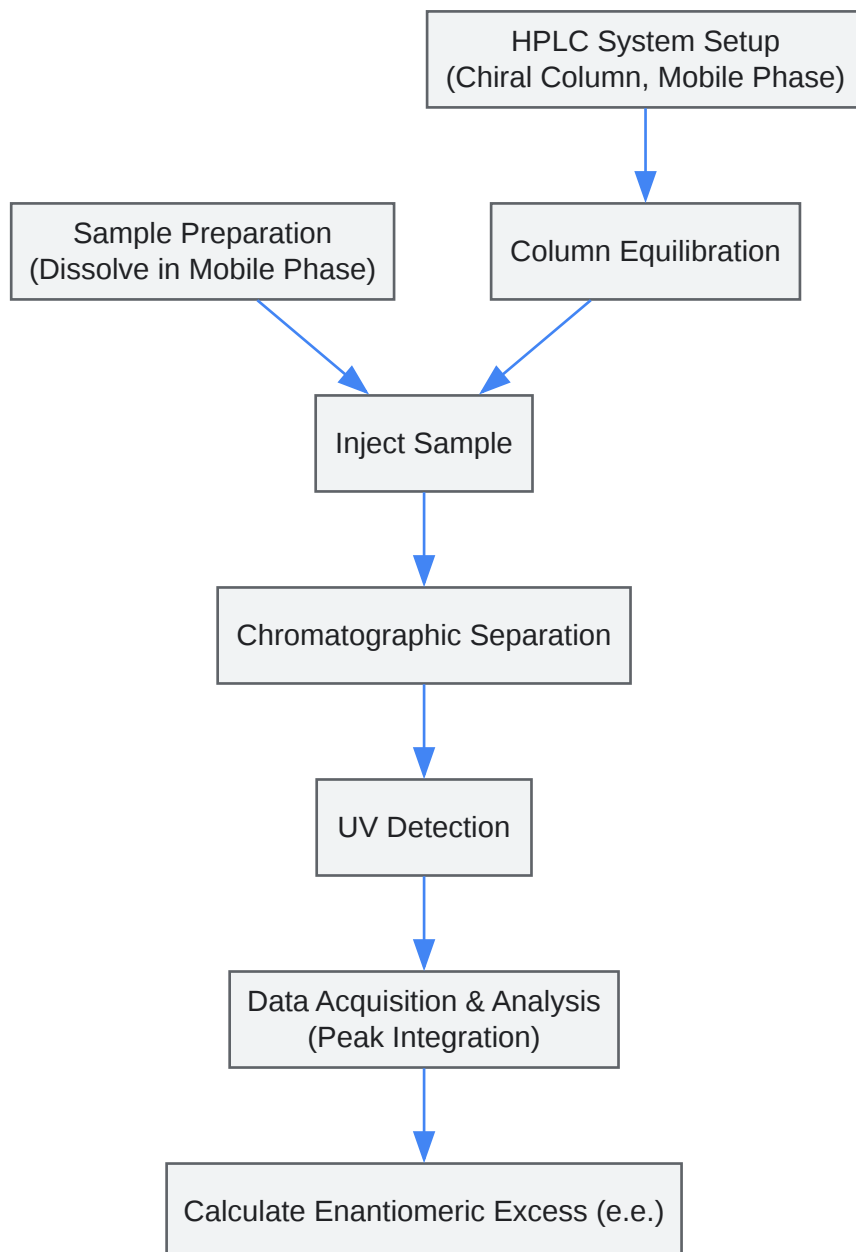 HPLC System Setup
(Chiral Column, Mobile Phase)
Sample Preparation
(Dissolve in Mobile Phase)
Column Equilibration
Inject Sample
Chromatographic Separation
UV Detection
Data Acquisition & Analysis
(Peak Integration)
Calculate Enantiomeric Excess (e.e.)